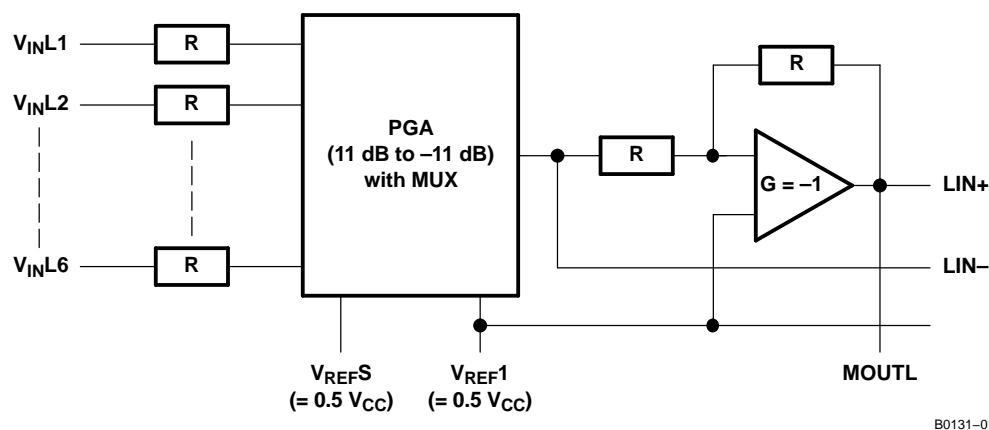 VINL1
R
VINL2
R
R
PGA
(11 dB to –11 dB)
with MUX
R
G = –1
LIN+
VINL6
R
LIN–
VREFS
(= 0.5 VCC)
VREF1
(= 0.5 VCC)
MOUTL
B0131–0